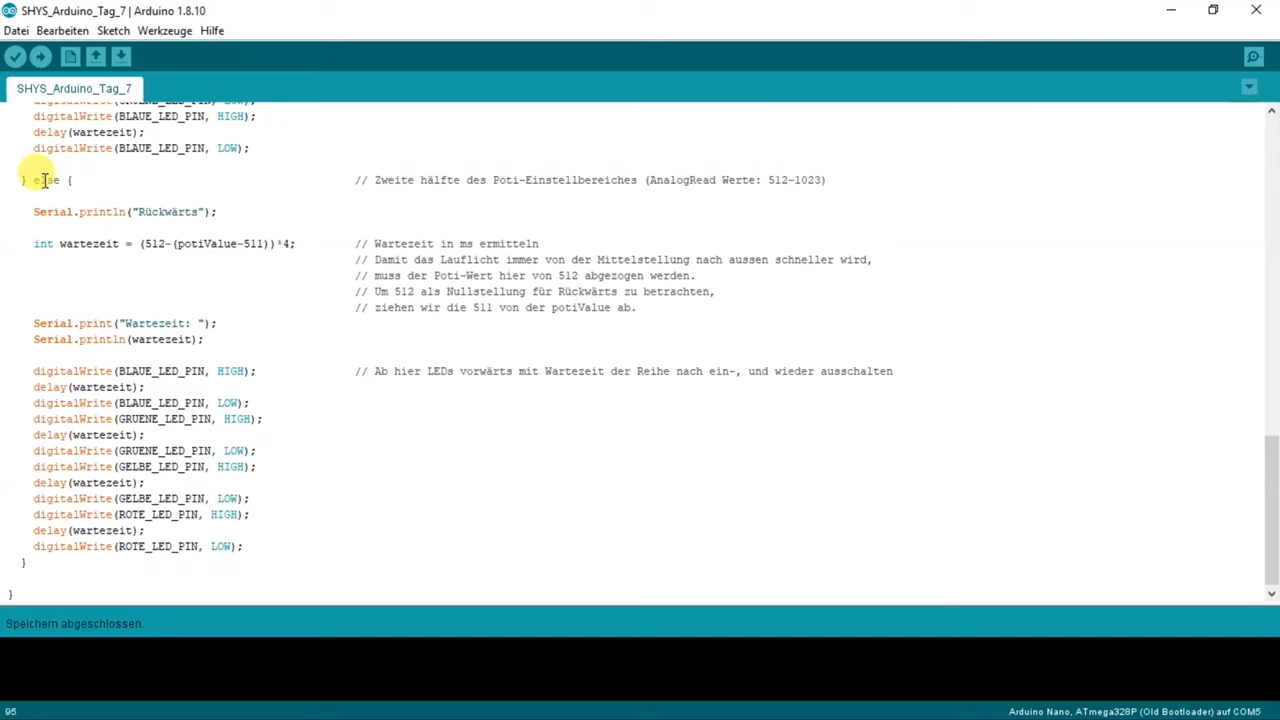 SHYS_Arduino_Tag_7 | Arduino 1.8.10
Datei Bearbeiten Sketch Werkzeuge Hilfe
SHYS_Arduino_Tag_7
digitalWrite(GRUENE_LED_PIN, LOW);
digitalWrite(BLAUE_LED_PIN, HIGH);
delay(wartezeit);
digitalWrite(BLAUE_LED_PIN, LOW);
} else { // Zweite hälfte des Poti-Einstellbereiches (AnalogRead Werte: 512-1023)
Serial.println("Rückwärts");
int wartezeit = (512-(potiValue-511))*4; // Wartezeit in ms ermitteln
// Damit das Lauflicht immer von der Mittelstellung nach aussen schneller wird,
// muss der Poti-Wert hier von 512 abgezogen werden.
// Um 512 als Nullstellung für Rückwärts zu betrachten,
// ziehen wir die 511 von der potiValue ab.
Serial.print("Wartezeit: ");
Serial.println(wartezeit);
digitalWrite(BLAUE_LED_PIN, HIGH); // Ab hier LEDs vorwärts mit Wartezeit der Reihe nach ein-, und wieder ausschalten
delay(wartezeit);
digitalWrite(BLAUE_LED_PIN, LOW);
digitalWrite(GRUENE_LED_PIN, HIGH);
delay(wartezeit);
digitalWrite(GRUENE_LED_PIN, LOW);
digitalWrite(GELBE_LED_PIN, HIGH);
delay(wartezeit);
digitalWrite(GELBE_LED_PIN, LOW);
digitalWrite(ROTE_LED_PIN, HIGH);
delay(wartezeit);
digitalWrite(ROTE_LED_PIN, LOW);
}
}
Speichern abgeschlossen.
95 Arduino Nano, ATmega328P (Old Bootloader) auf COM5